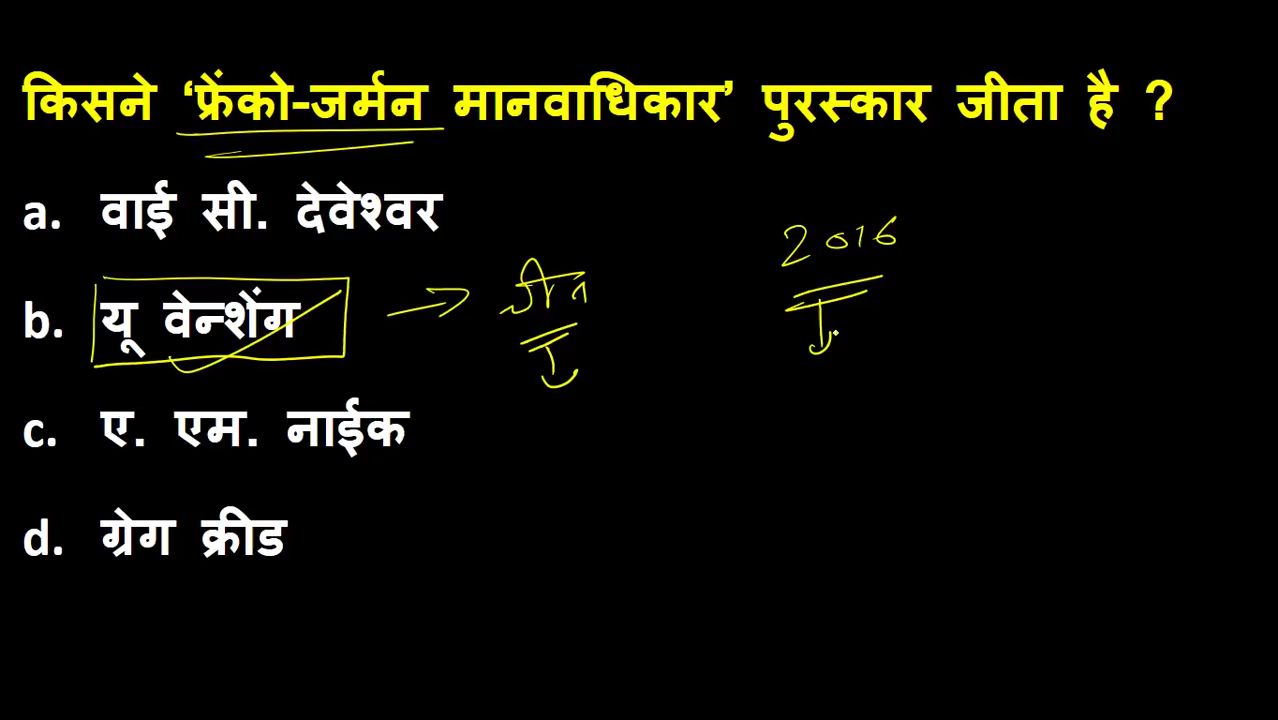 किसने ‘फ्रेंको-जर्मन मानवाधिकार’ पुरस्कार जीता है ?
a. वाई सी. देवेश्वर
2016
b. यू वेन्शेंग
c. ए. एम. नाईक
d. ग्रेग क्रीड